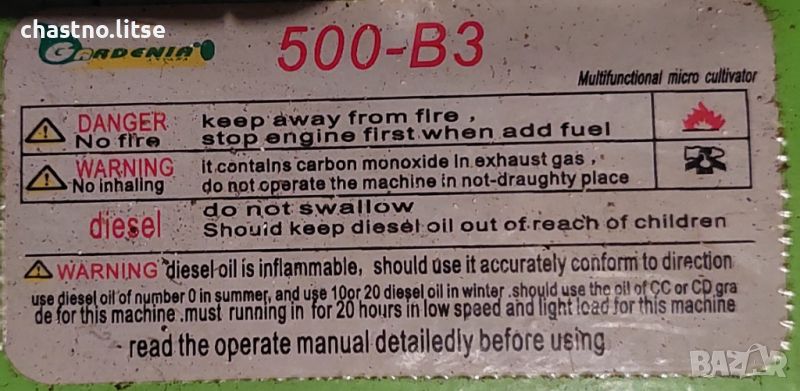 chastno.litse
GARDENIA
500-B3
Multifunctional micro cultivator
DANGER keep away from fire ,
No fire stop engine first when add fuel
WARNING it contains carbon monoxide in exhaust gas ,
No inhaling do not operate the machine in not-draughty place
diesel do not swallow
Shouid keep diesel oil out of reach of children
WARNING diesel oil is inflammable, should use it accurately conform to direction
use diesel oil of number 0 in summer, and use 10or 20 diesel oil in winter .should use the oil of CC or CD gra
de for this machine .must running in for 20 hours in low speed and light load for this machine
read the operate manual detailedly before using
BAZAR